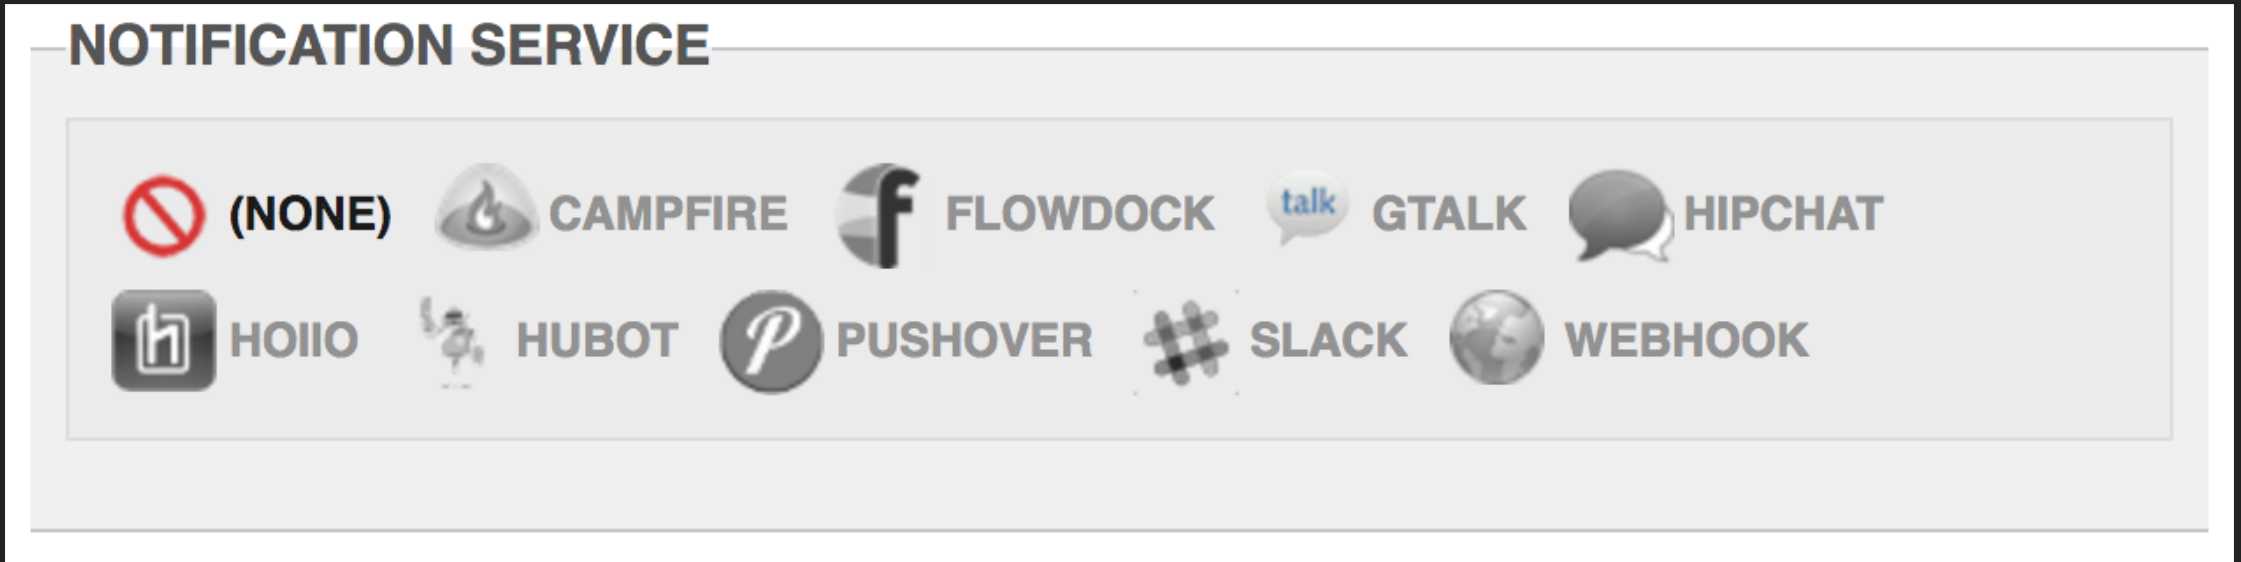 NOTIFICATION SERVICE
(NONE) CAMPFIRE FLOWDOCK talk GTALK HIPCHAT
HOIIO HUBOT PUSHOVER SLACK WEBHOOK